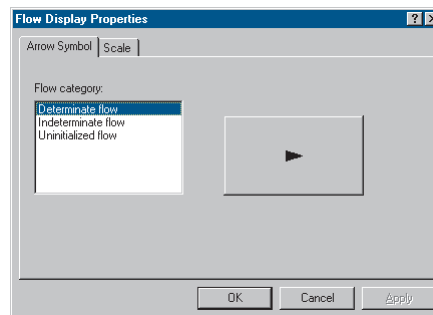 Flow Display Properties
Arrow Symbol
Scale
Flow category:
Determinate flow
Indeterminate flow
Uninitialized flow
OK
Cancel
Apply